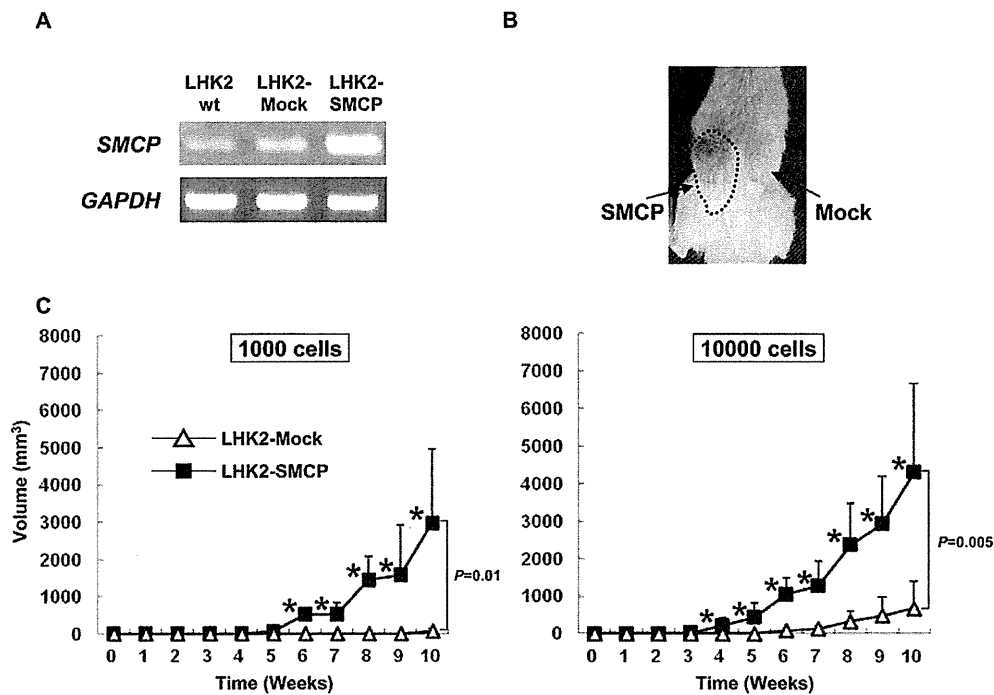 A
LHK2 wt
LHK2-Mock
LHK2-SMCP
SMCP
GAPDH
B
SMCP
Mock
C
1000 cells
Volume (mm³)
8000
7000
6000
5000
4000
3000
2000
1000
0
LHK2-Mock
LHK2-SMCP
* * * * *
P=0.01
0 1 2 3 4 5 6 7 8 9 10
Time (Weeks)
10000 cells
8000
7000
6000
5000
4000
3000
2000
1000
0
* * * * * * *
P=0.005
0 1 2 3 4 5 6 7 8 9 10
Time (Weeks)